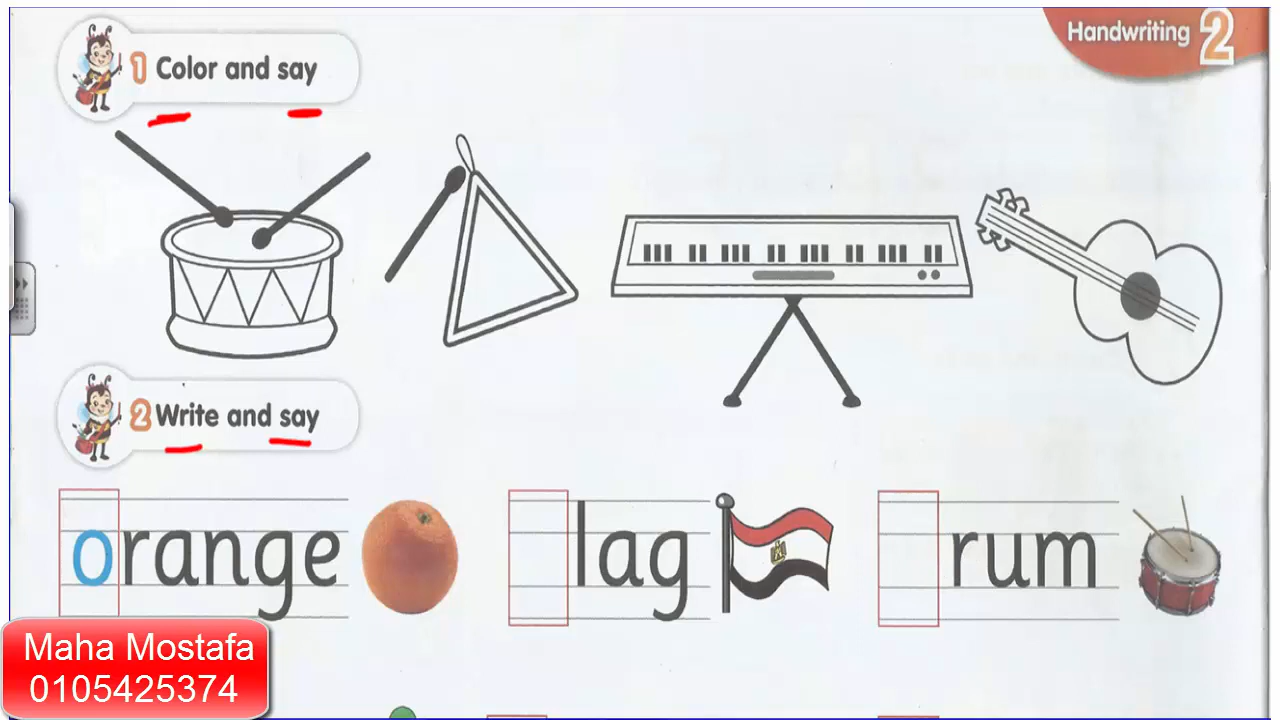 Handwriting 2
1 Color and say
2 Write and say
orange
lag
rum
Maha Mostafa
0105425374